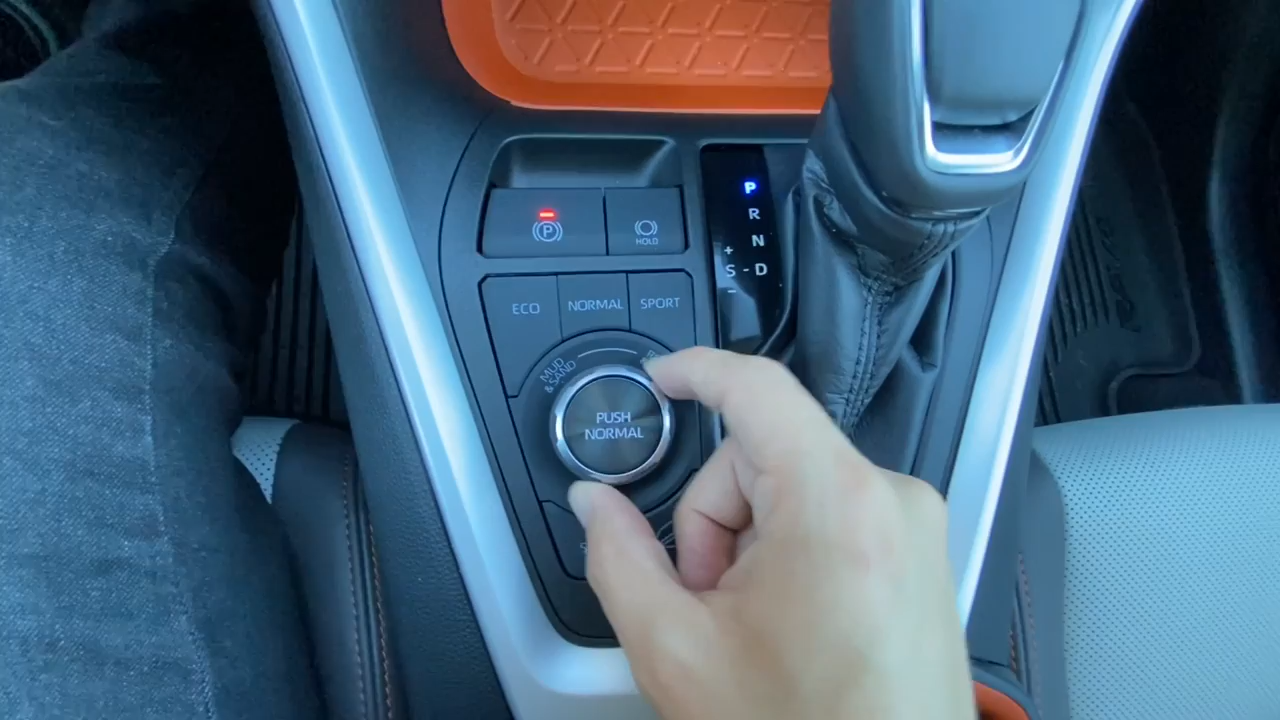 P
R
N
+
S - D
−
(P)
HOLD
ECO
NORMAL
SPORT
MUD
& SAND
PUSH
NORMAL